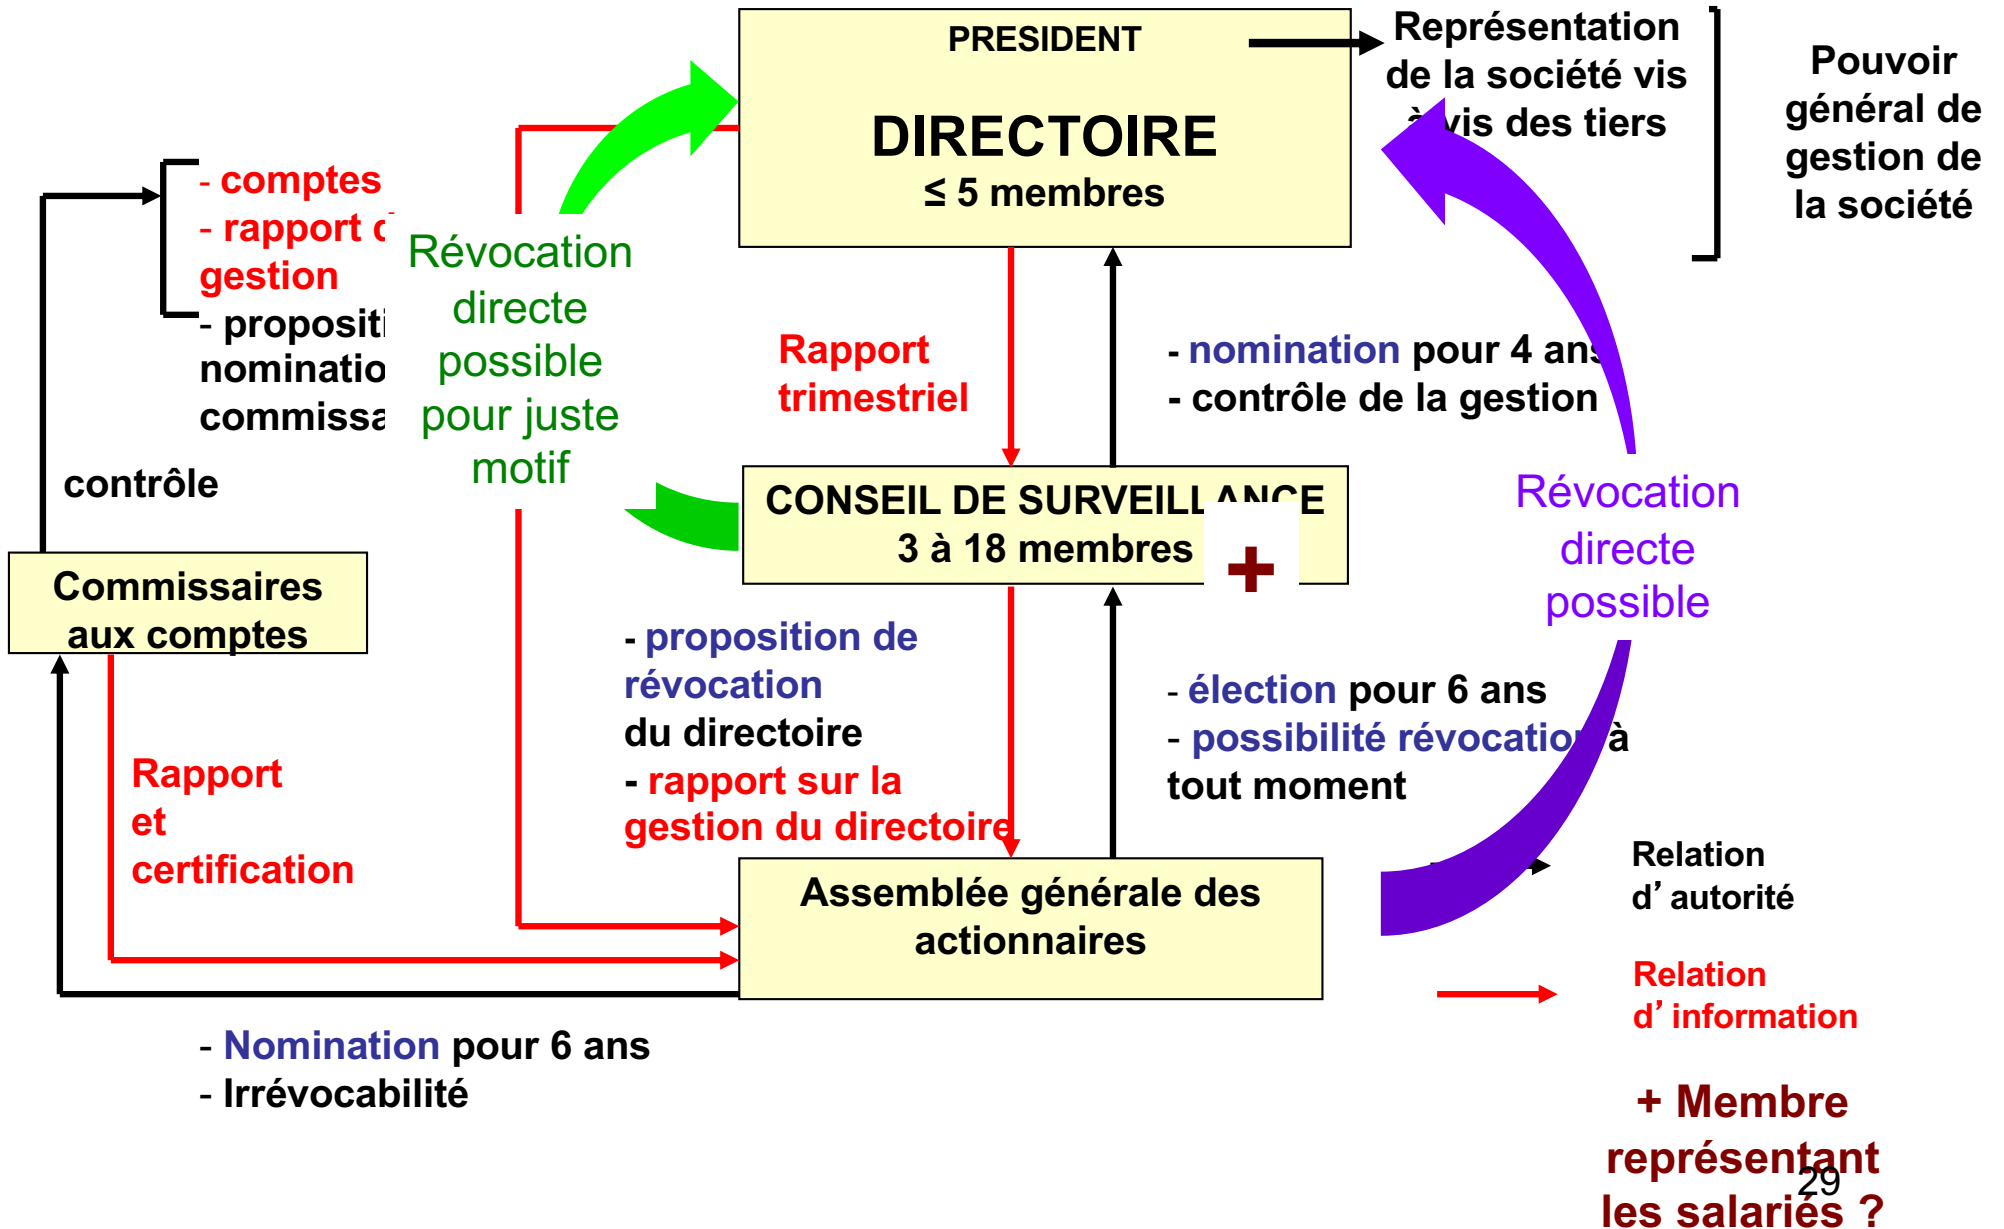 PRESIDENT
DIRECTOIRE
≤ 5 membres
Représentation
de la société vis
à vis des tiers
Pouvoir
général de
gestion de
la société
- comptes
- rapport
gestion
-
contrôle
Révocation
directe
possible
pour juste
motif
Rapport
trimestriel
- nomination pour 4 ans
- contrôle de la gestion
CONSEIL DE SURVEILLANCE
3 à 18 membres
+
Révocation
directe
possible
Commissaires
aux comptes
- proposition de
révocation
du directoire
- rapport sur la
gestion du directoire
- élection pour 6 ans
- possibilité révocation à
tout moment
Rapport
et
certification
Assemblée générale des
actionnaires
Relation
d’ autorité
Relation
d’ information
- Nomination pour 6 ans
- Irrévocabilité
+ Membre
représentant
les salariés ?
29